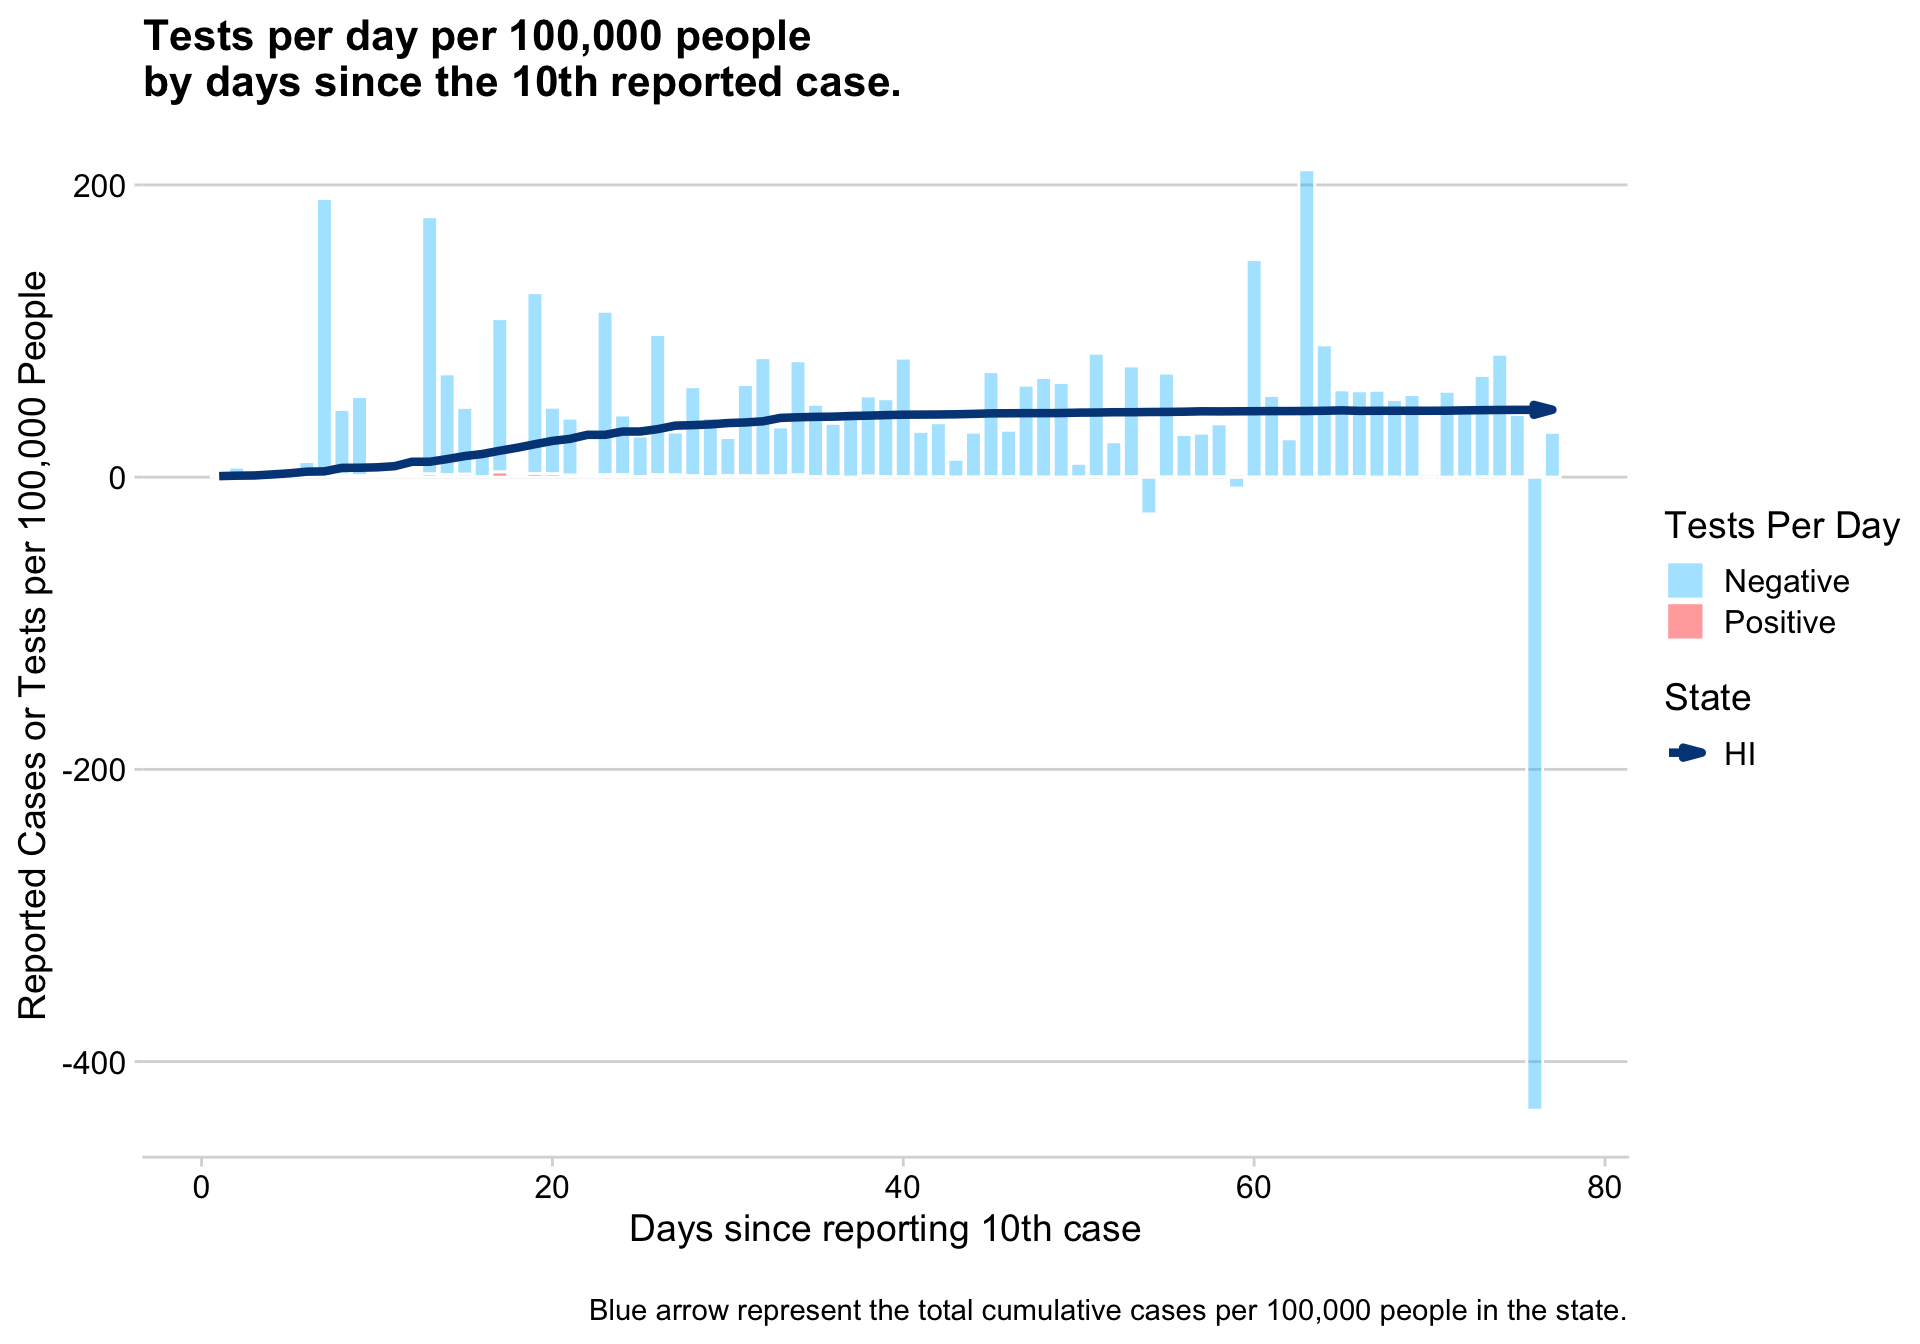 Tests per day per 100,000 people
by days since the 10th reported case.
Reported Cases or Tests per 100,000 People
200
0
-200
-400
0
20
40
60
80
Days since reporting 10th case
Tests Per Day
Negative
Positive
State
HI
Blue arrow represent the total cumulative cases per 100,000 people in the state.